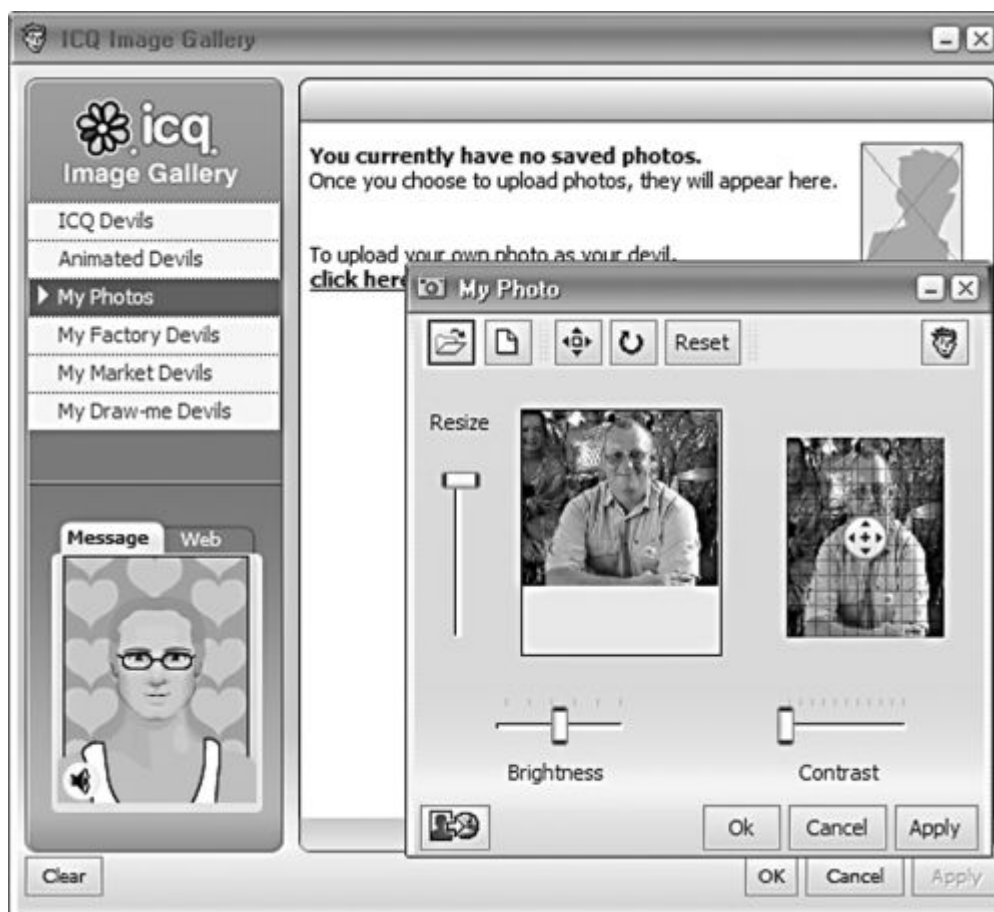 ICQ Image Gallery
icq
Image Gallery
ICQ Devils
Animated Devils
My Photos
My Factory Devils
My Market Devils
My Draw-me Devils
Message Web
You currently have no saved photos.
Once you choose to upload photos, they will appear here.
To upload your own photo as your devil,
click here
My Photo
Reset
Resize
Brightness Contrast
Ok Cancel Apply
Clear OK Cancel Apply